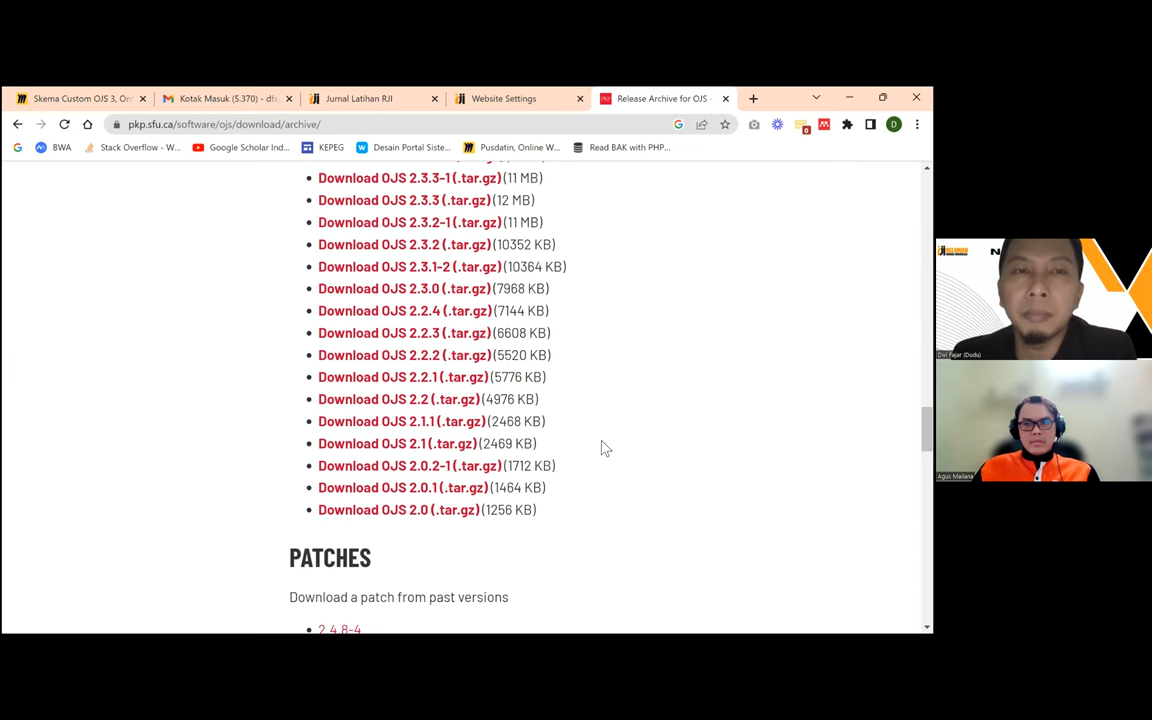 Skema Custom OJS 3, On
Kotak Masuk (5.370) - dfs
Jurnal Latihan RJI
Website Settings
Release Archive for OJS -
pkp.sfu.ca/software/ojs/download/archive/
D
BWA
Stack Overflow - W...
Google Scholar Ind...
KEPEG
Desain Portal Siste...
Pusdatin, Online W...
Read BAK with PHP...
Download OJS 2.3.3-1 (.tar.gz) (11 MB)
Download OJS 2.3.3 (.tar.gz) (12 MB)
Download OJS 2.3.2-1 (.tar.gz) (11 MB)
Download OJS 2.3.2 (.tar.gz) (10352 KB)
Download OJS 2.3.1-2 (.tar.gz) (10364 KB)
Download OJS 2.3.0 (.tar.gz) (7968 KB)
Download OJS 2.2.4 (.tar.gz) (7144 KB)
Download OJS 2.2.3 (.tar.gz) (6608 KB)
Download OJS 2.2.2 (.tar.gz) (5520 KB)
Download OJS 2.2.1 (.tar.gz) (5776 KB)
Download OJS 2.2 (.tar.gz) (4976 KB)
Download OJS 2.1.1 (.tar.gz) (2468 KB)
Download OJS 2.1 (.tar.gz) (2469 KB)
Download OJS 2.0.2-1 (.tar.gz) (1712 KB)
Download OJS 2.0.1 (.tar.gz) (1464 KB)
Download OJS 2.0 (.tar.gz) (1256 KB)
PATCHES
Download a patch from past versions
2.4.8-4
Dwi Fajar (Dudu)
Agus Mailana